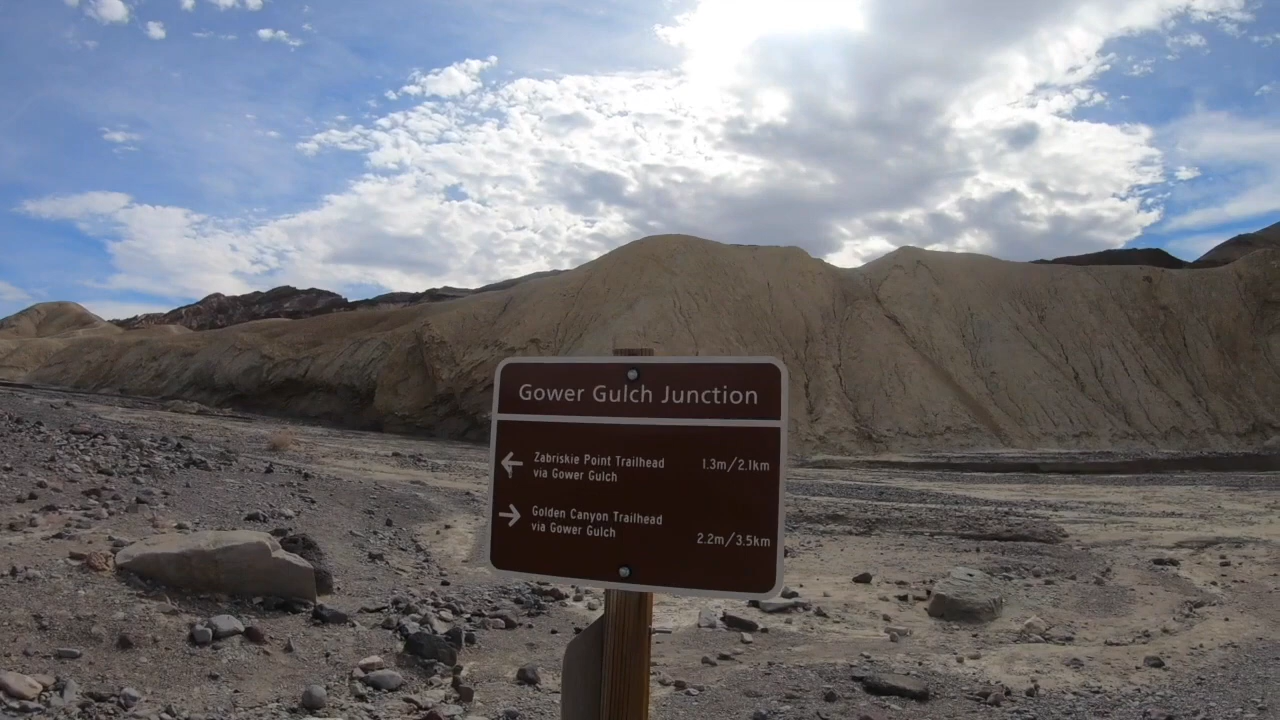 Gower Gulch Junction
← Zabriskie Point Trailhead 1.3m/2.1km
via Gower Gulch
→ Golden Canyon Trailhead
via Gower Gulch 2.2m/3.5km